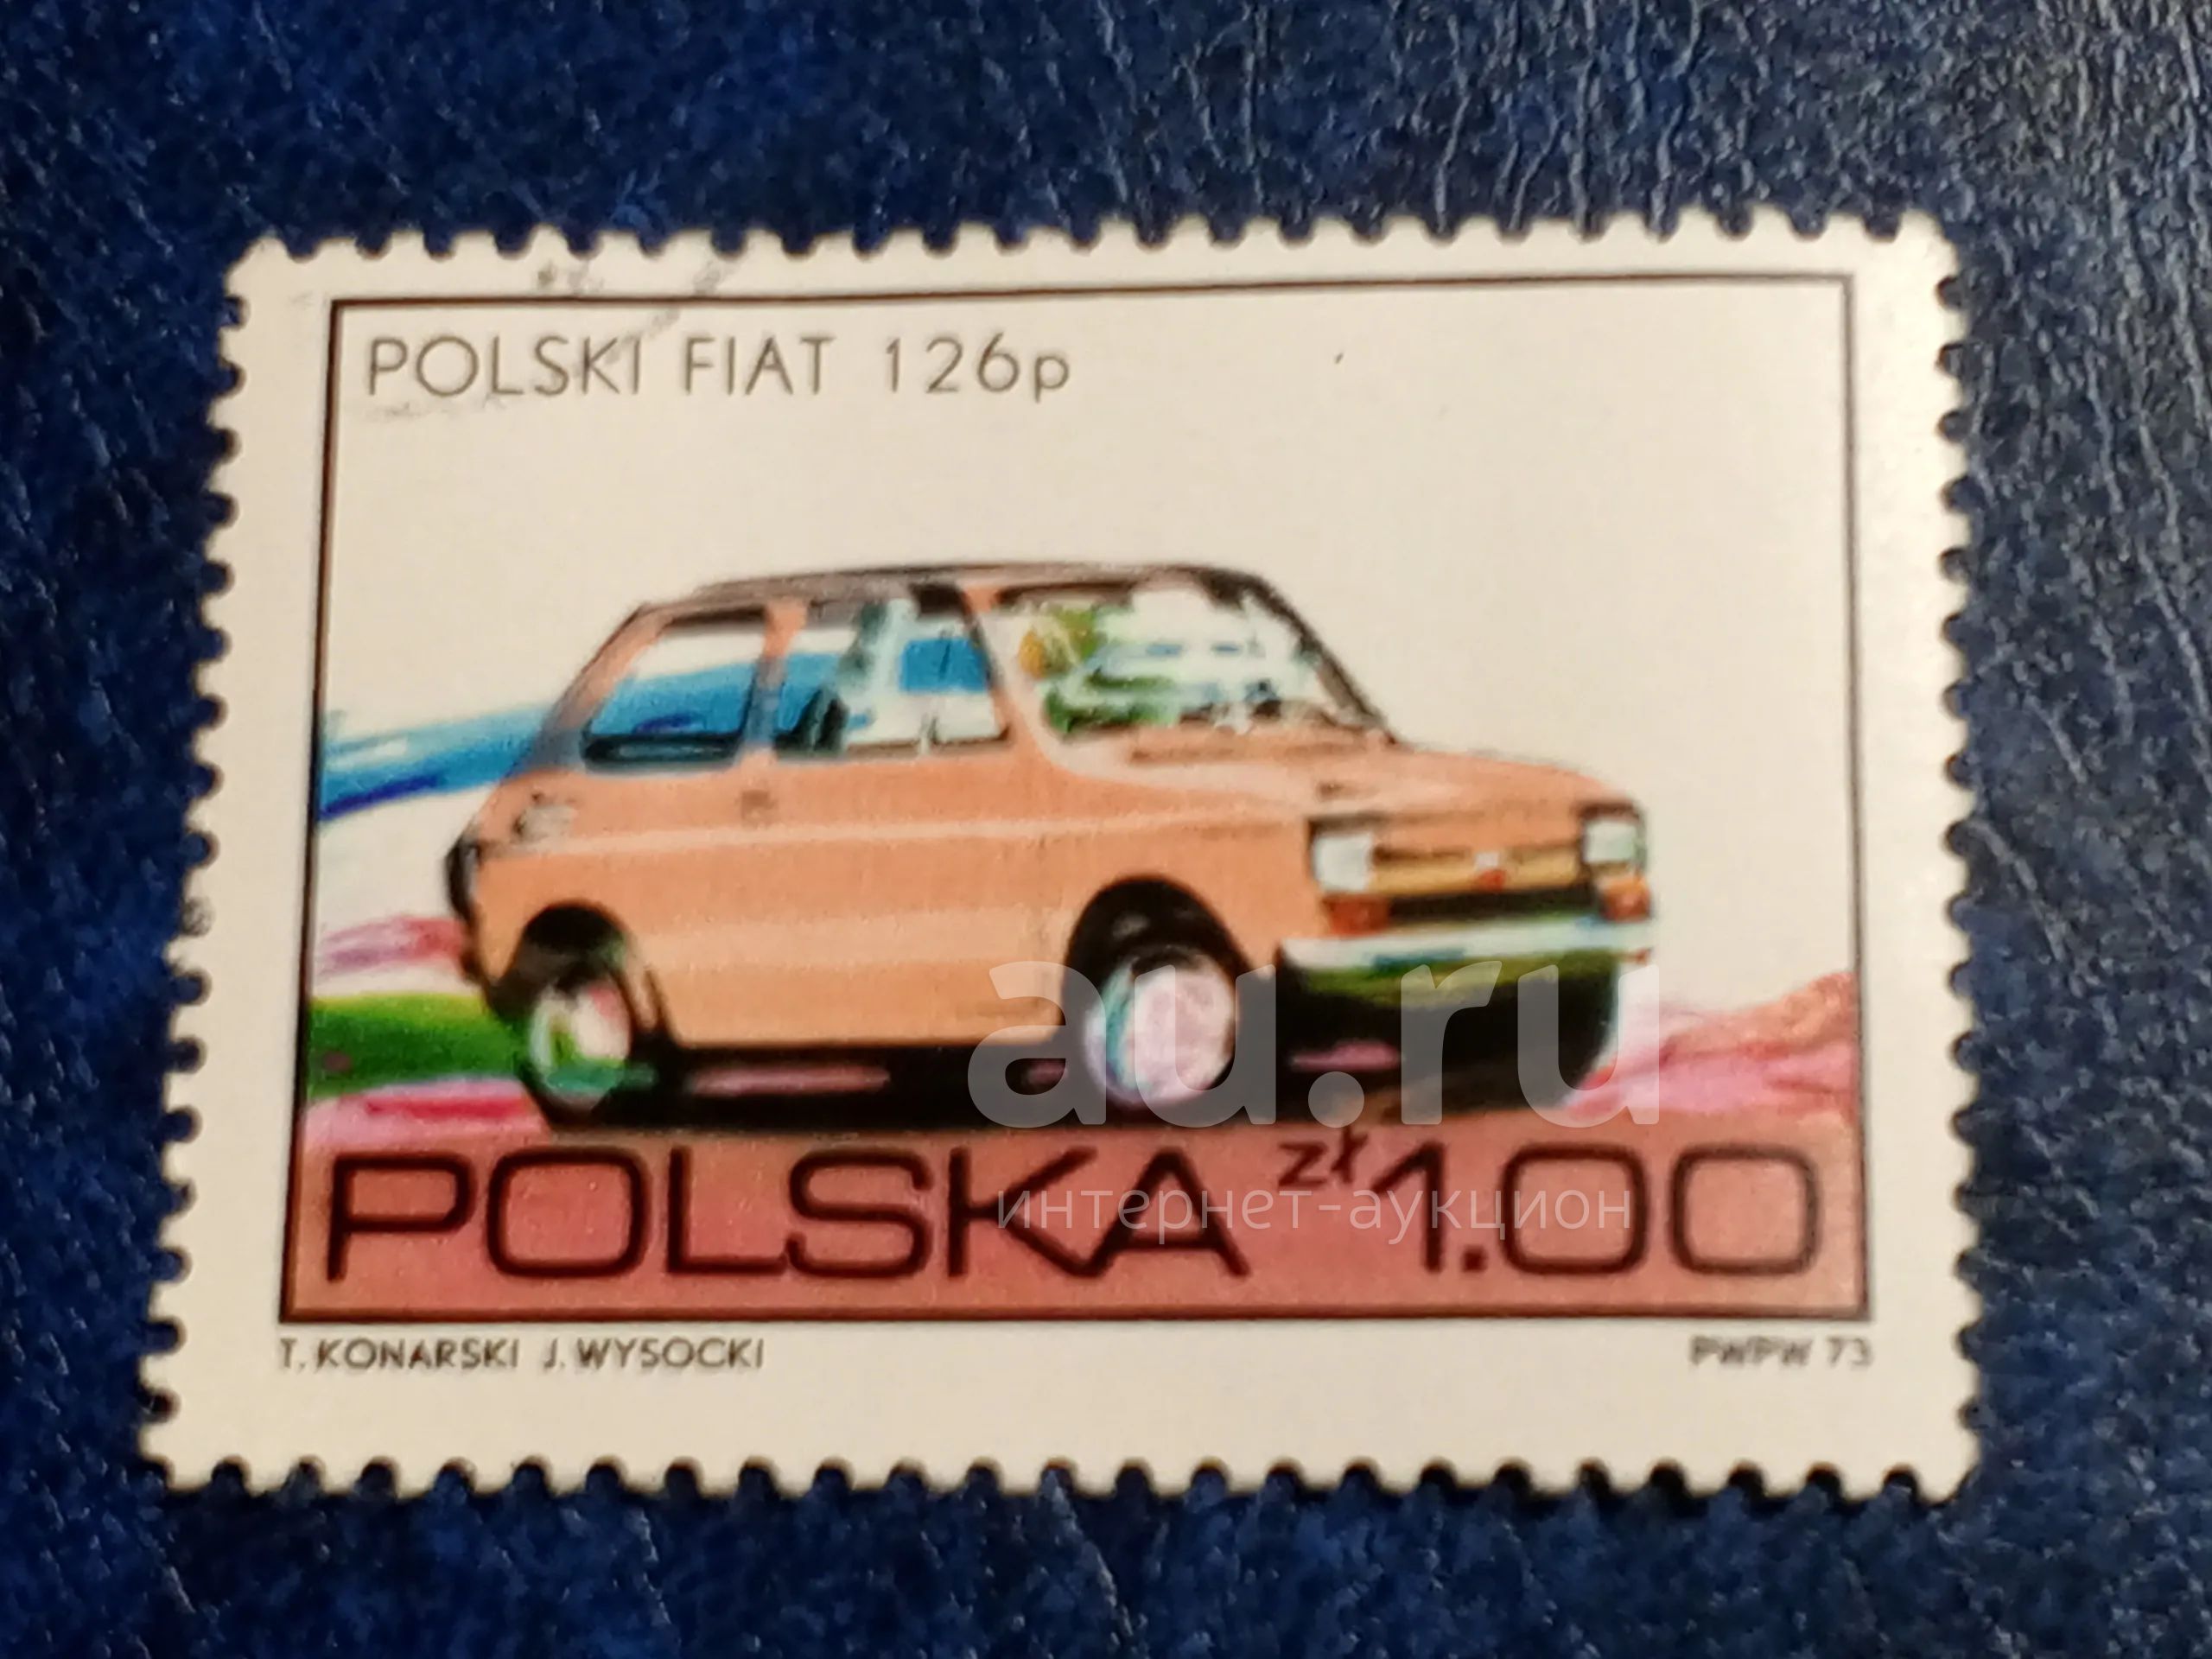 POLSKI FIAT 126p
au.ru
POLSKA zł 1.00
интернет-аукцион
T. KONARSKI J. WYSOCKI
PWPW 73